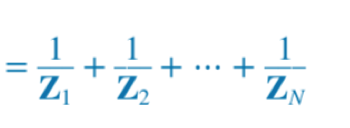 = 1/Z₁ + 1/Z₂ + ⋯ + 1/Z_N